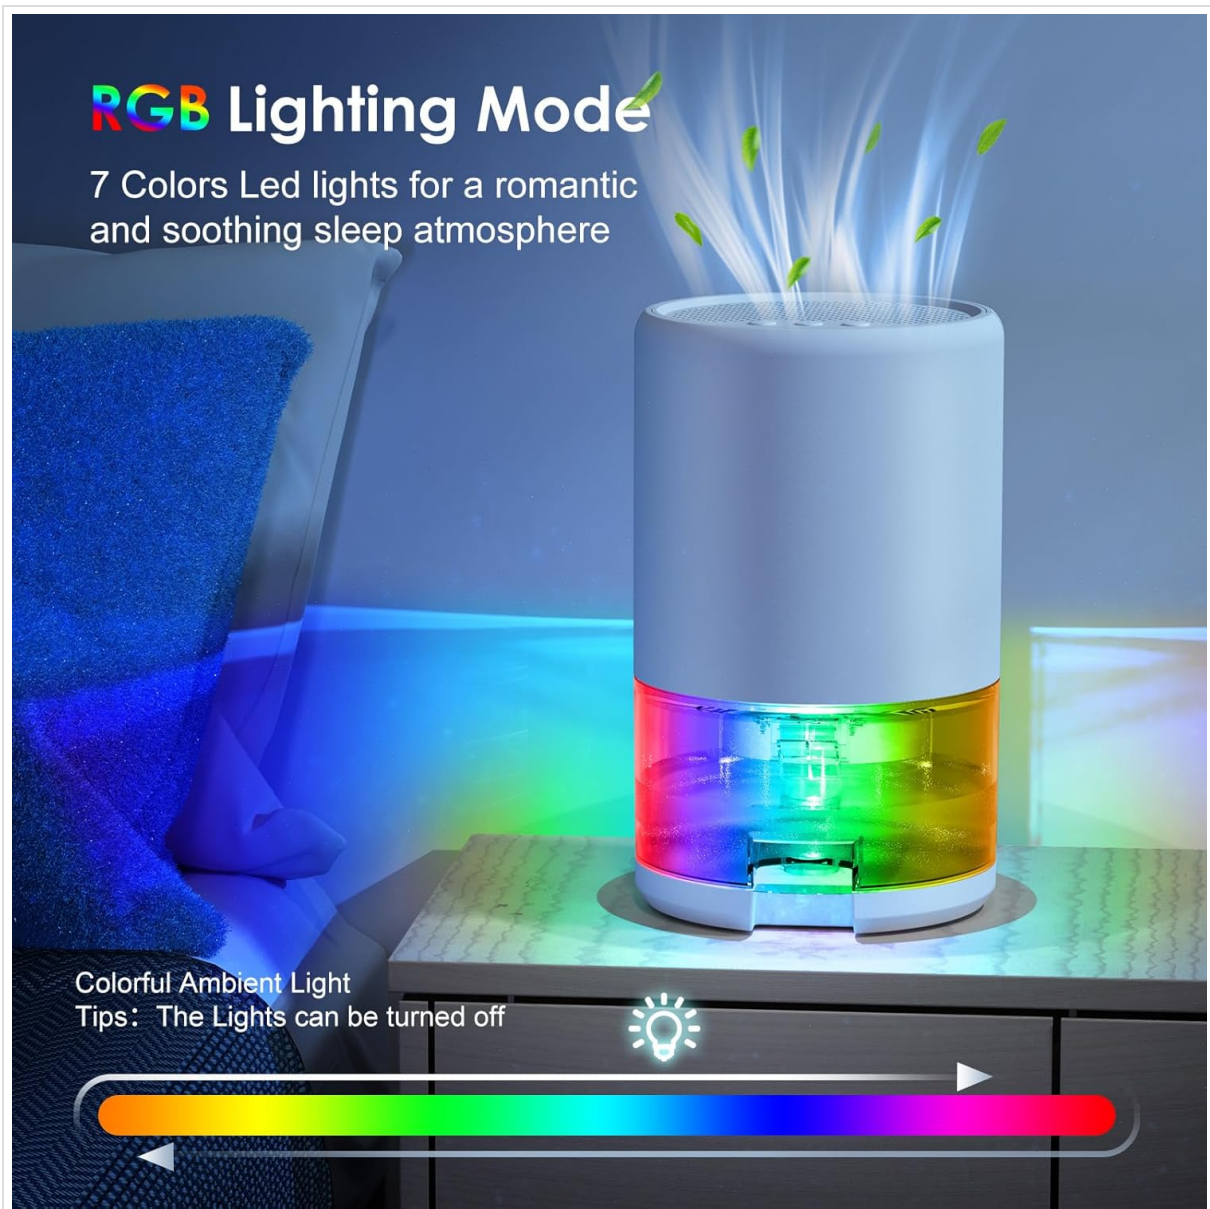 RGB Lighting Mode
7 Colors Led lights for a romantic
and soothing sleep atmosphere
Colorful Ambient Light
Tips： The Lights can be turned off